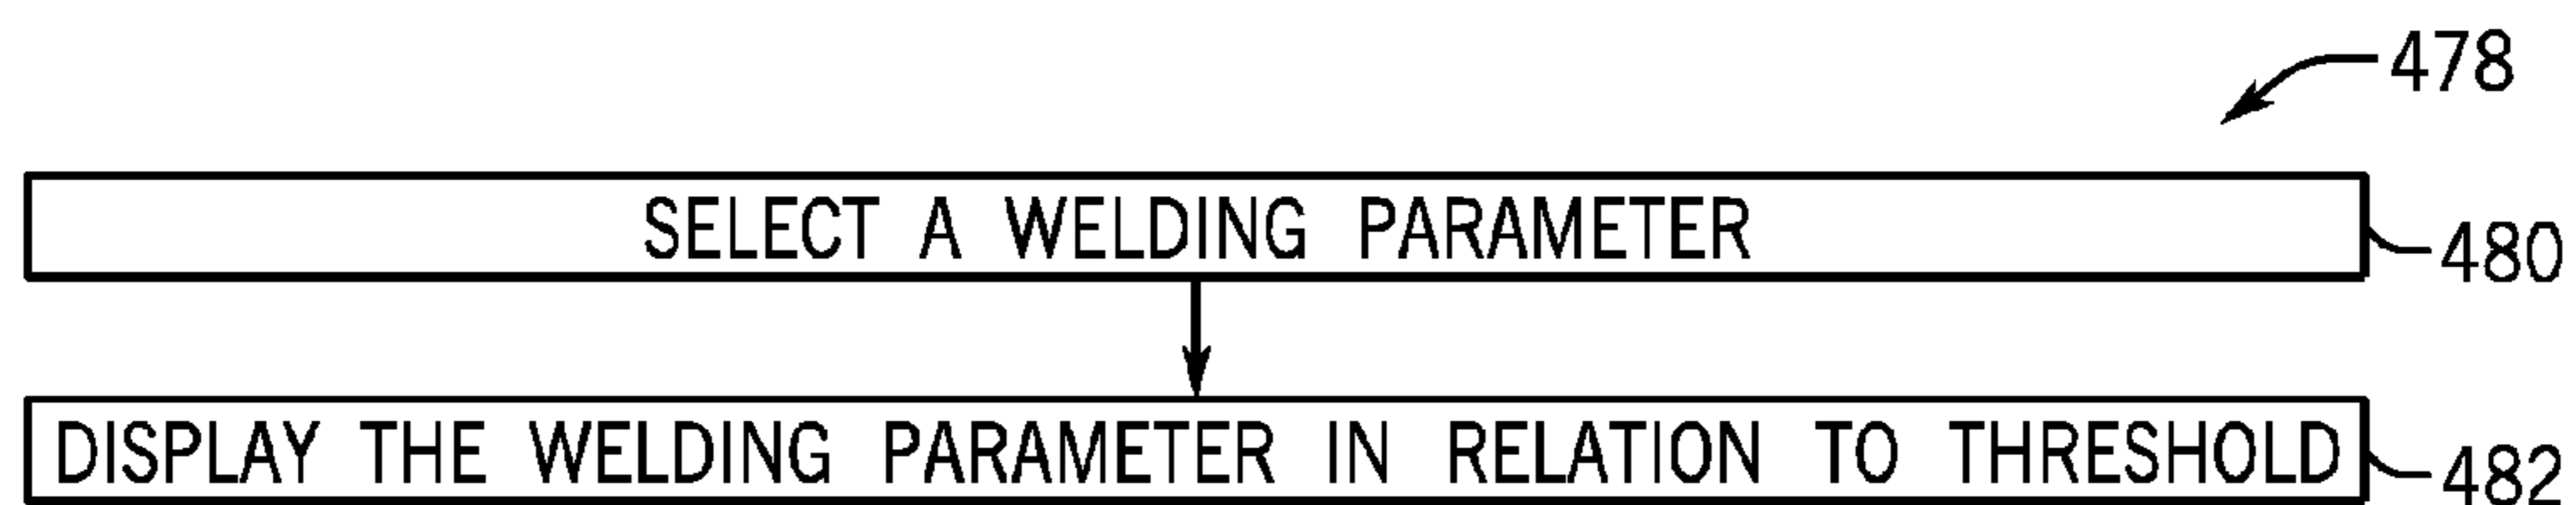 478
SELECT A WELDING PARAMETER
480
DISPLAY THE WELDING PARAMETER IN RELATION TO THRESHOLD
482